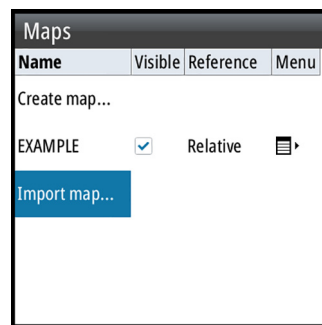 Maps
Name Visible Reference Menu
Create map...
EXAMPLE Relative
Import map...